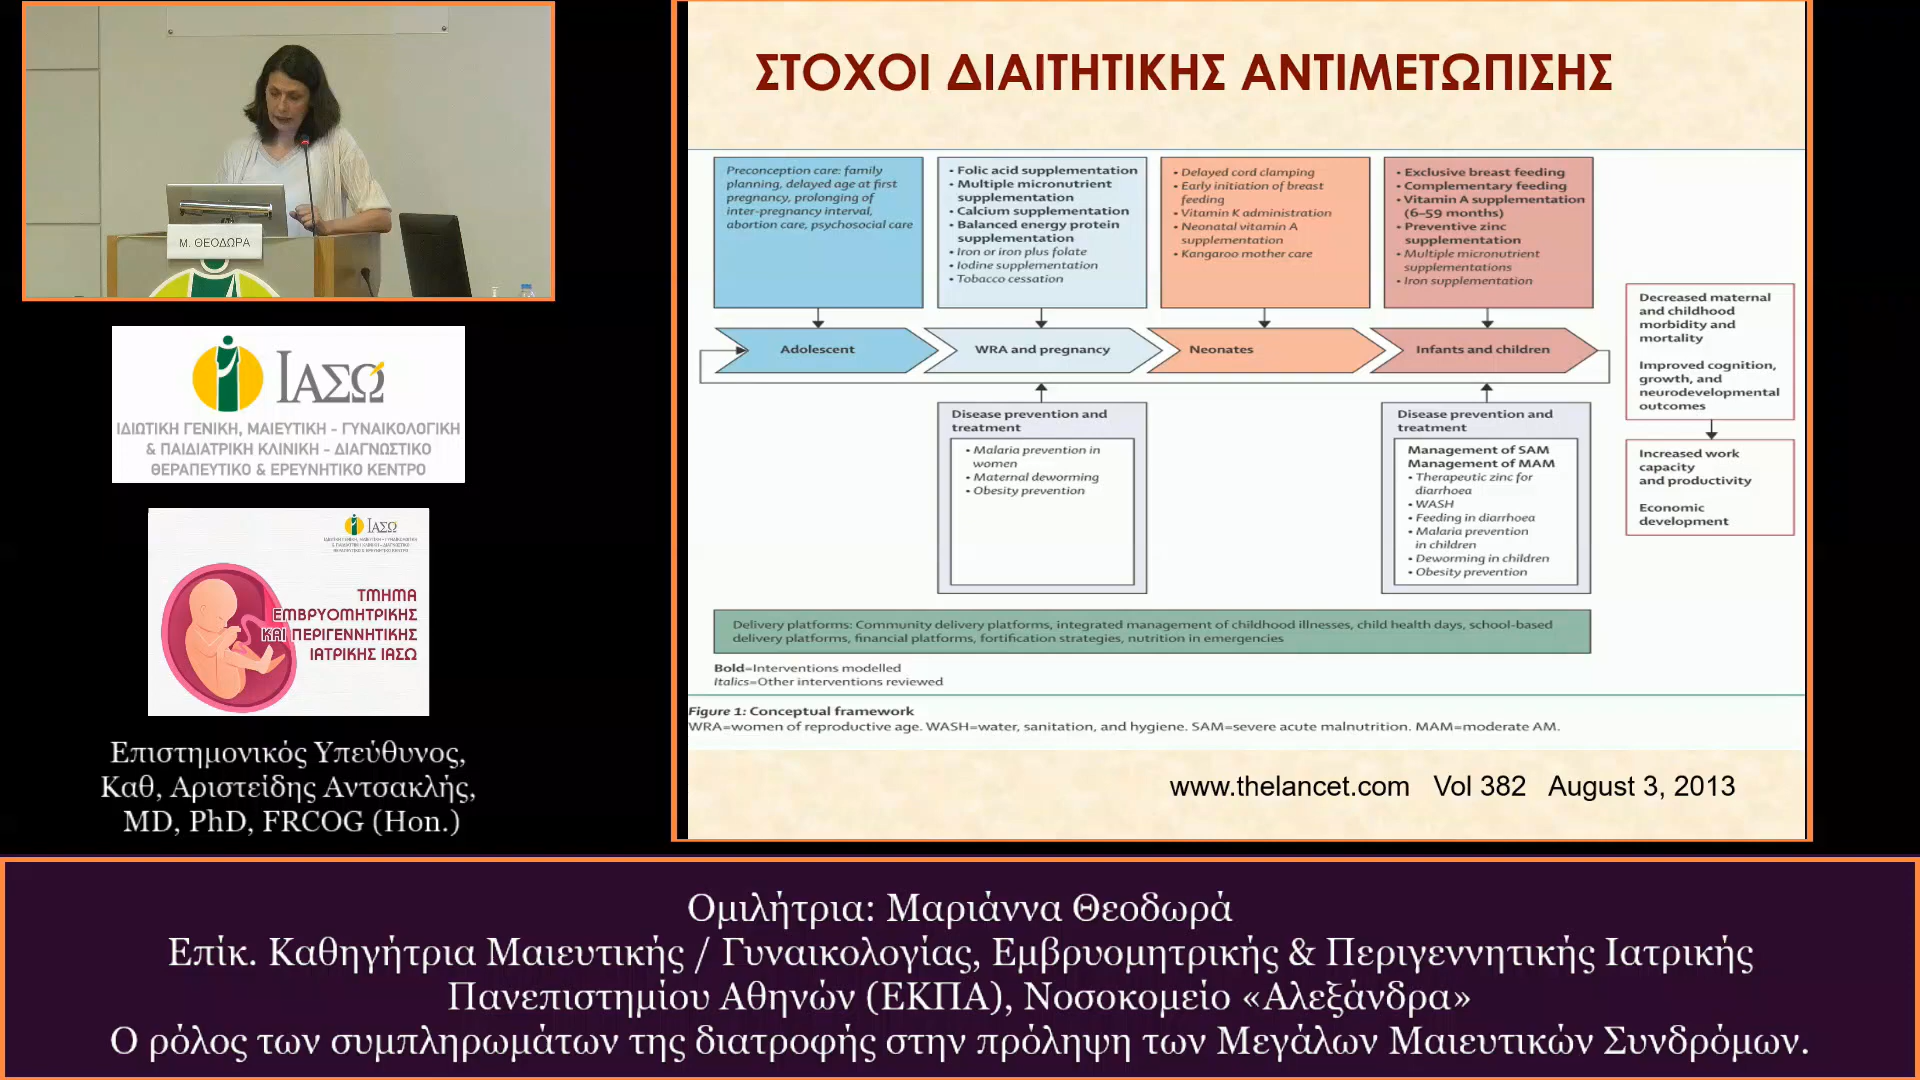 Μ. ΘΕΟΔΩΡΑ
ΙΑΣΩ
ΙΔΙΩΤΙΚΗ ΓΕΝΙΚΗ, ΜΑΙΕΥΤΙΚΗ - ΓΥΝΑΙΚΟΛΟΓΙΚΗ
& ΠΑΙΔΙΑΤΡΙΚΗ ΚΛΙΝΙΚΗ - ΔΙΑΓΝΩΣΤΙΚΟ
ΘΕΡΑΠΕΥΤΙΚΟ & ΕΡΕΥΝΗΤΙΚΟ ΚΕΝΤΡΟ
ΙΑΣΩ
ΤΜΗΜΑ
ΕΜΒΡΥΟΜΗΤΡΙΚΗΣ
ΚΑΙ ΠΕΡΙΓΕΝΝΗΤΙΚΗΣ
ΙΑΤΡΙΚΗΣ ΙΑΣΩ
Επιστημονικός Υπεύθυνος,
Καθ, Αριστείδης Αντσακλής,
MD, PhD, FRCOG (Hon.)
ΣΤΟΧΟΙ ΔΙΑΙΤΗΤΙΚΗΣ ΑΝΤΙΜΕΤΩΠΙΣΗΣ
Preconception care: family
planning, delayed age at first
pregnancy, prolonging of
inter-pregnancy interval,
abortion care, psychosocial care
• Folic acid supplementation
• Multiple micronutrient
supplementation
• Calcium supplementation
• Balanced energy protein
supplementation
• Iron or iron plus folate
• Iodine supplementation
• Tobacco cessation
• Delayed cord clamping
• Early initiation of breast
feeding
• Vitamin K administration
• Neonatal vitamin A
supplementation
• Kangaroo mother care
• Exclusive breast feeding
• Complementary feeding
• Vitamin A supplementation
(6–59 months)
• Preventive zinc
supplementation
• Multiple micronutrient
supplementations
• Iron supplementation
Adolescent
WRA and pregnancy
Neonates
Infants and children
Disease prevention and
treatment
• Malaria prevention in
women
• Maternal deworming
• Obesity prevention
Disease prevention and
treatment
Management of SAM
Management of MAM
• Therapeutic zinc for
diarrhoea
• WASH
• Feeding in diarrhoea
• Malaria prevention
in children
• Deworming in children
• Obesity prevention
Decreased maternal
and childhood
morbidity and
mortality
Improved cognition,
growth, and
neurodevelopmental
outcomes
Increased work
capacity
and productivity
Economic
development
Delivery platforms: Community delivery platforms, integrated management of childhood illnesses, child health days, school-based
delivery platforms, financial platforms, fortification strategies, nutrition in emergencies
Bold=Interventions modelled
Italics=Other interventions reviewed
Figure 1: Conceptual framework
WRA=women of reproductive age. WASH=water, sanitation, and hygiene. SAM=severe acute malnutrition. MAM=moderate AM.
www.thelancet.com Vol 382 August 3, 2013
Ομιλήτρια: Μαριάννα Θεοδωρά
Επίκ. Καθηγήτρια Μαιευτικής / Γυναικολογίας, Εμβρυομητρικής & Περιγεννητικής Ιατρικής
Πανεπιστημίου Αθηνών (ΕΚΠΑ), Νοσοκομείο «Αλεξάνδρα»
Ο ρόλος των συμπληρωμάτων της διατροφής στην πρόληψη των Μεγάλων Μαιευτικών Συνδρόμων.